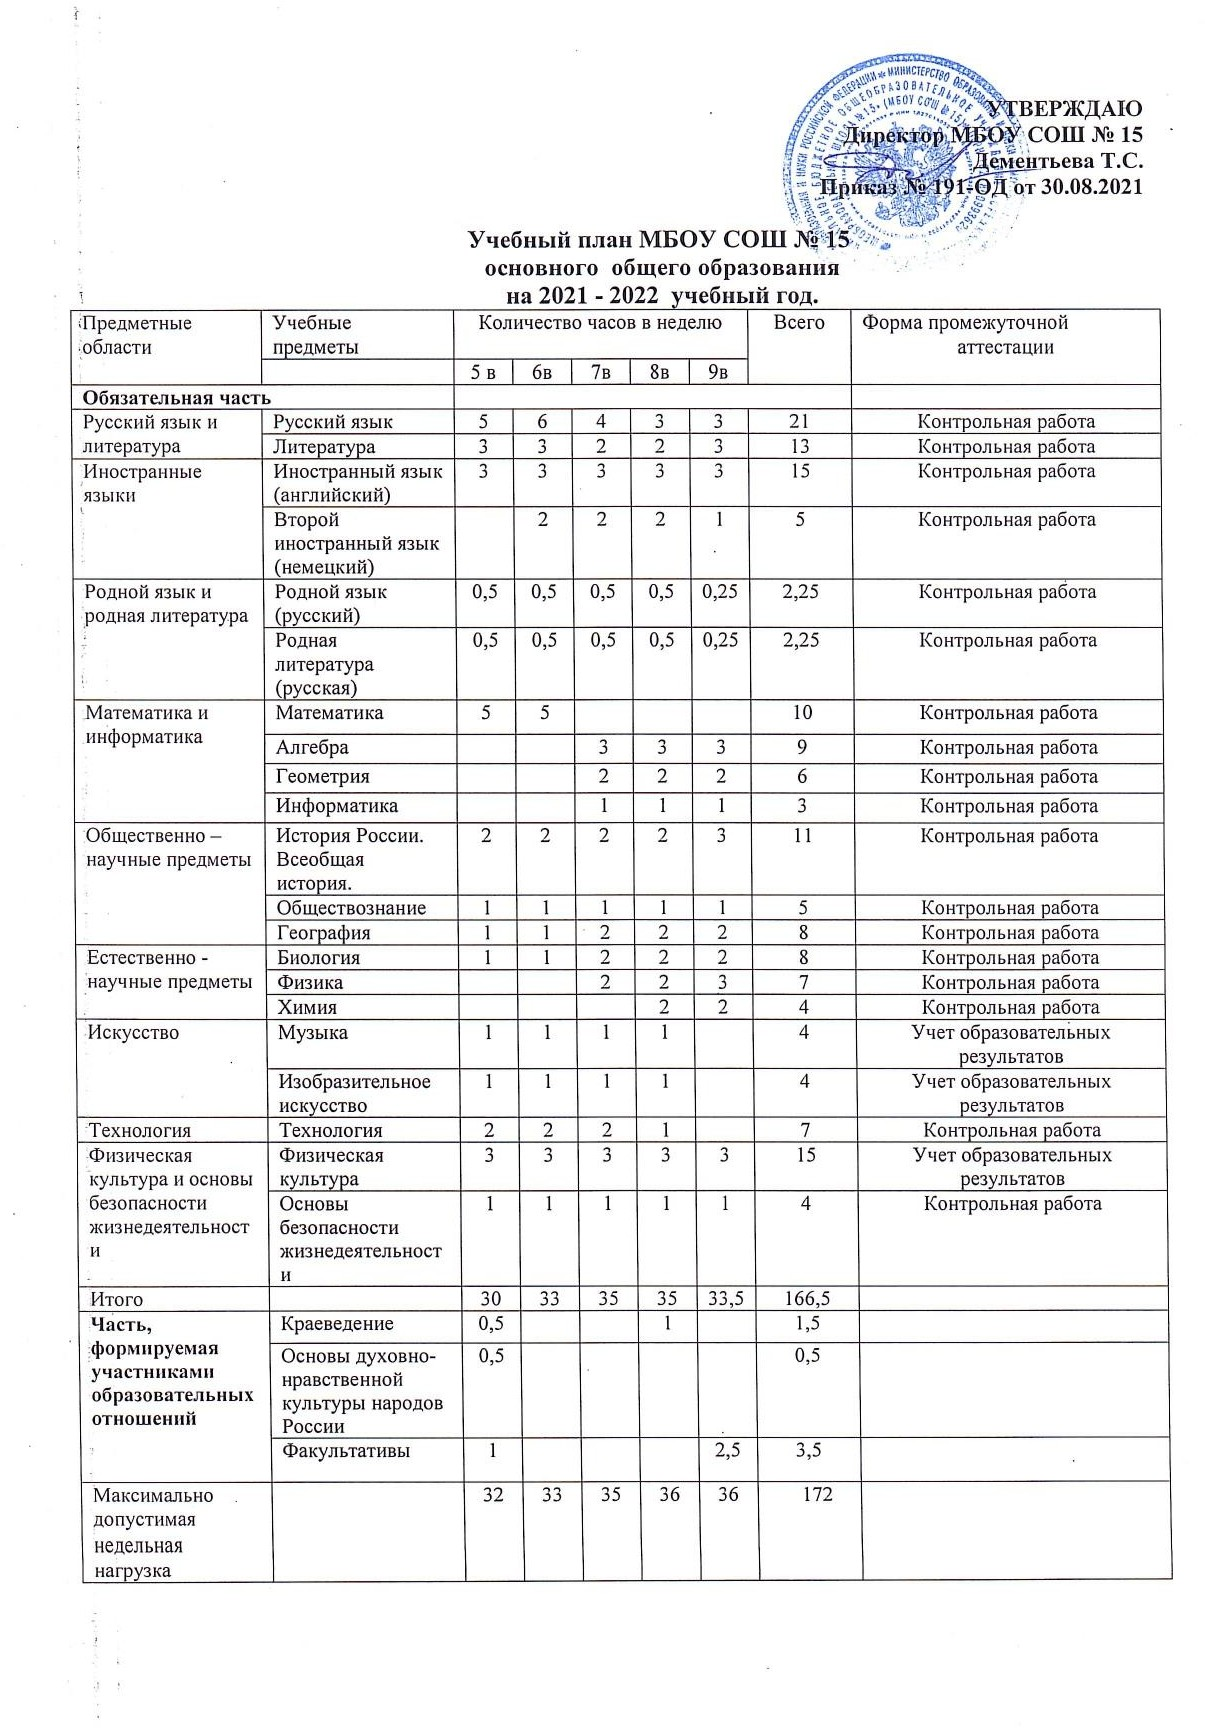 УТВЕРЖДАЮ
Директор МБОУ СОШ № 15
Дементьева Т.С.
Приказ № 191-ОД от 30.08.2021
Учебный план МБОУ СОШ № 15
основного общего образования
на 2021 - 2022 учебный год.
Предметные области Учебные предметы Количество часов в неделю Всего Форма промежуточной аттестации
5 в 6в 7в 8в 9в
Обязательная часть
Русский язык и литература Русский язык 5 6 4 3 3 21 Контрольная работа
Литература 3 3 2 2 3 13 Контрольная работа
Иностранные языки Иностранный язык (английский) 3 3 3 3 3 15 Контрольная работа
Второй иностранный язык (немецкий) 2 2 2 1 5 Контрольная работа
Родной язык и родная литература Родной язык (русский) 0,5 0,5 0,5 0,5 0,25 2,25 Контрольная работа
Родная литература (русская) 0,5 0,5 0,5 0,5 0,25 2,25 Контрольная работа
Математика и информатика Математика 5 5 10 Контрольная работа
Алгебра 3 3 3 9 Контрольная работа
Геометрия 2 2 2 6 Контрольная работа
Информатика 1 1 1 3 Контрольная работа
Общественно – научные предметы История России. Всеобщая история. 2 2 2 2 3 11 Контрольная работа
Обществознание 1 1 1 1 1 5 Контрольная работа
География 1 1 2 2 2 8 Контрольная работа
Естественно - научные предметы Биология 1 1 2 2 2 8 Контрольная работа
Физика 2 2 3 7 Контрольная работа
Химия 2 2 4 Контрольная работа
Искусство Музыка 1 1 1 1 4 Учет образовательных результатов
Изобразительное искусство 1 1 1 1 4 Учет образовательных результатов
Технология Технология 2 2 2 1 7 Контрольная работа
Физическая культура и основы безопасности жизнедеятельности Физическая культура 3 3 3 3 3 15 Учет образовательных результатов
Основы безопасности жизнедеятельности 1 1 1 1 1 4 Контрольная работа
Итого 30 33 35 35 33,5 166,5
Часть, формируемая участниками образовательных отношений Краеведение 0,5 1 1,5
Основы духовно-нравственной культуры народов России 0,5 0,5
Факультативы 1 2,5 3,5
Максимально допустимая недельная нагрузка 32 33 35 36 36 172